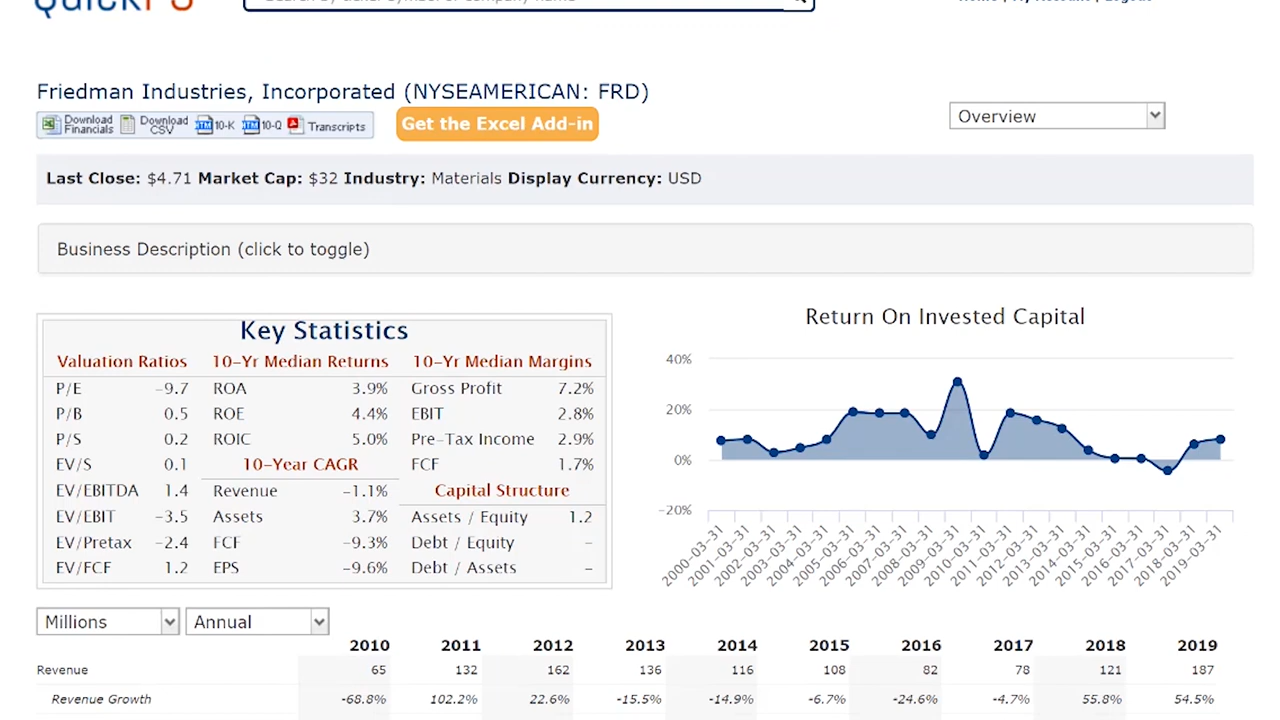 QuickFS
Search by ticker symbol or company name
Home | My Account | Logout
Friedman Industries, Incorporated (NYSEAMERICAN: FRD)
Download Financials Download CSV 10-K 10-Q Transcripts
Get the Excel Add-in
Overview
Last Close: $4.71 Market Cap: $32 Industry: Materials Display Currency: USD
Business Description (click to toggle)
Key Statistics
Valuation Ratios 10-Yr Median Returns 10-Yr Median Margins
P/E -9.7 ROA 3.9% Gross Profit 7.2%
P/B 0.5 ROE 4.4% EBIT 2.8%
P/S 0.2 ROIC 5.0% Pre-Tax Income 2.9%
EV/S 0.1 10-Year CAGR FCF 1.7%
EV/EBITDA 1.4 Revenue -1.1% Capital Structure
EV/EBIT -3.5 Assets 3.7% Assets / Equity 1.2
EV/Pretax -2.4 FCF -9.3% Debt / Equity -
EV/FCF 1.2 EPS -9.6% Debt / Assets -
Return On Invested Capital
40%
20%
0%
-20%
2000-03-31 2001-03-31 2002-03-31 2003-03-31 2004-03-31 2005-03-31 2006-03-31 2007-03-31 2008-03-31 2009-03-31 2010-03-31 2011-03-31 2012-03-31 2013-03-31 2014-03-31 2015-03-31 2016-03-31 2017-03-31 2018-03-31 2019-03-31
Millions Annual
2010 2011 2012 2013 2014 2015 2016 2017 2018 2019
Revenue 65 132 162 136 116 108 82 78 121 187
Revenue Growth -68.8% 102.2% 22.6% -15.5% -14.9% -6.7% -24.6% -4.7% 55.8% 54.5%